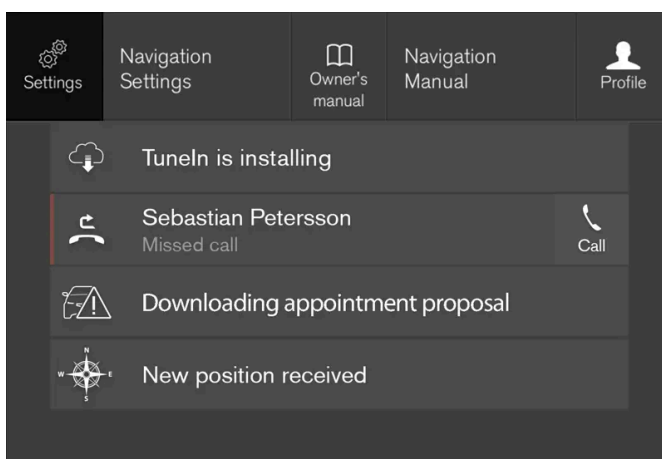 Settings
Navigation
Settings
Owner's
manual
Navigation
Manual
Profile
TuneIn is installing
Sebastian Petersson
Missed call
Call
Downloading appointment proposal
N
W
E
S
New position received